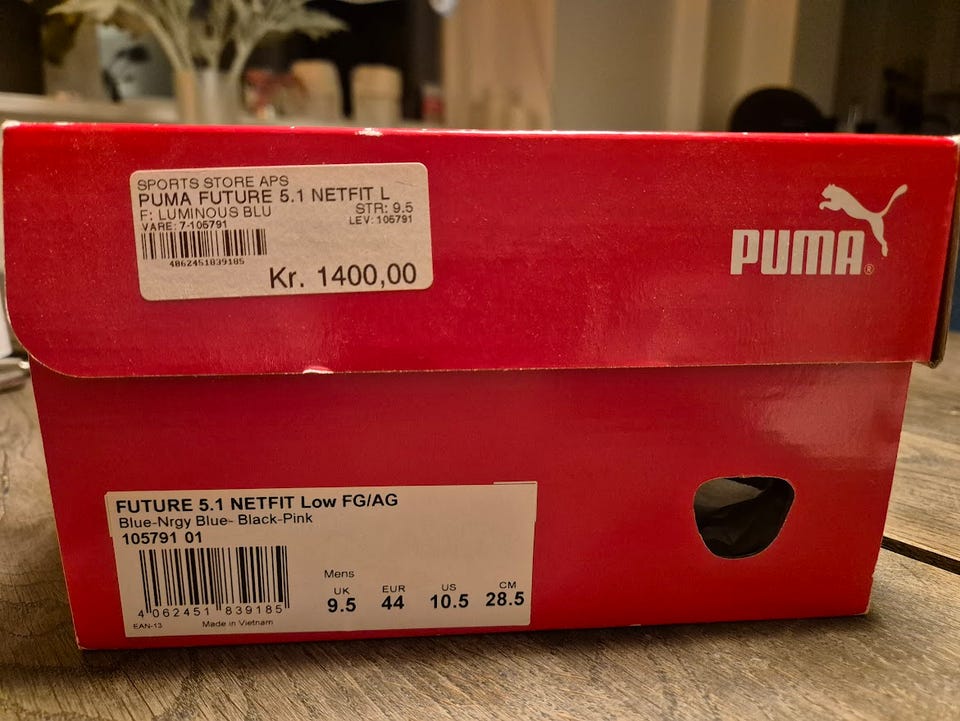 SPORTS STORE APS
PUMA FUTURE 5.1 NETFIT L
F: LUMINOUS BLU STR: 9.5
VARE: 7-105791 LEV: 105791
4062451839185
Kr. 1400,00
PUMA®
FUTURE 5.1 NETFIT Low FG/AG
Blue-Nrgy Blue- Black-Pink
105791 01
Mens
UK EUR US CM
9.5 44 10.5 28.5
4 062451 839185
EAN-13 Made in Vietnam